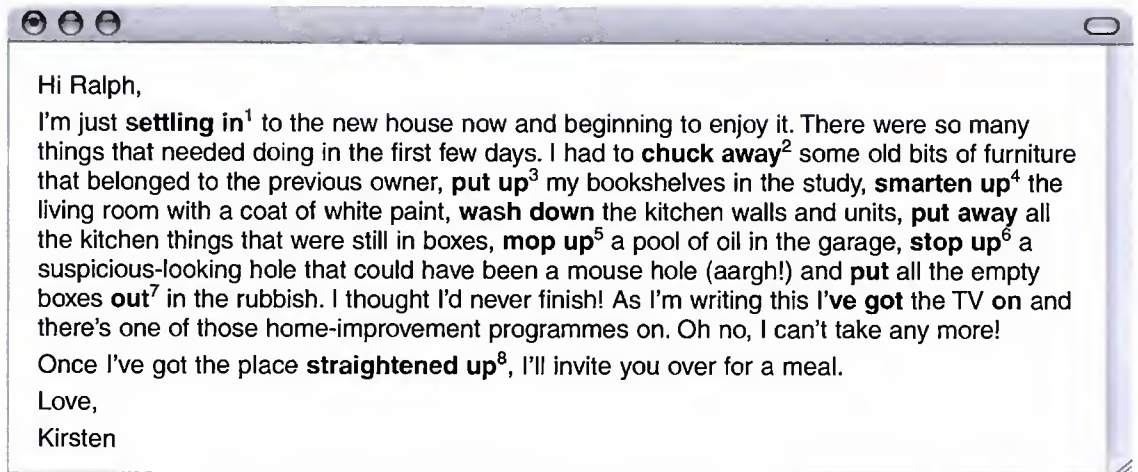 Hi Ralph,
I'm just settling in¹ to the new house now and beginning to enjoy it. There were so many
things that needed doing in the first few days. I had to chuck away² some old bits of furniture
that belonged to the previous owner, put up³ my bookshelves in the study, smarten up⁴ the
living room with a coat of white paint, wash down the kitchen walls and units, put away all
the kitchen things that were still in boxes, mop up⁵ a pool of oil in the garage, stop up⁶ a
suspicious-looking hole that could have been a mouse hole (aargh!) and put all the empty
boxes out⁷ in the rubbish. I thought I'd never finish! As I'm writing this I've got the TV on and
there's one of those home-improvement programmes on. Oh no, I can't take any more!
Once I've got the place straightened up⁸, I'll invite you over for a meal.
Love,
Kirsten